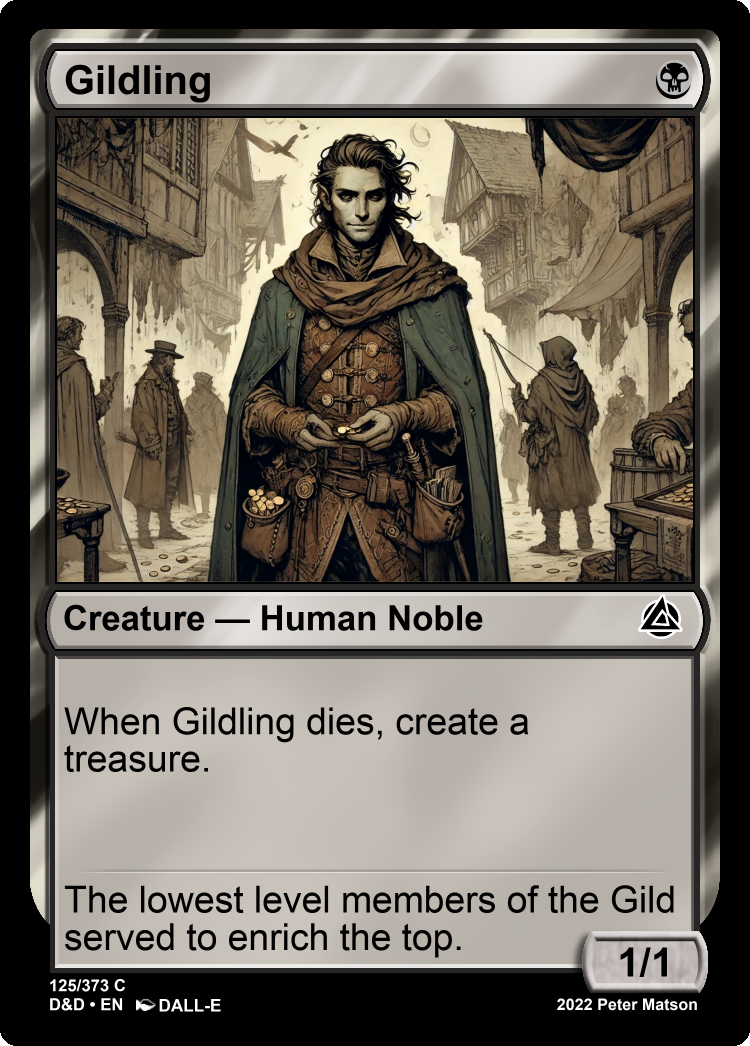 Gildling
Creature — Human Noble
When Gildling dies, create a
treasure.
The lowest level members of the Gild
served to enrich the top.
1/1
125/373 C
D&D • EN DALL-E
2022 Peter Matson